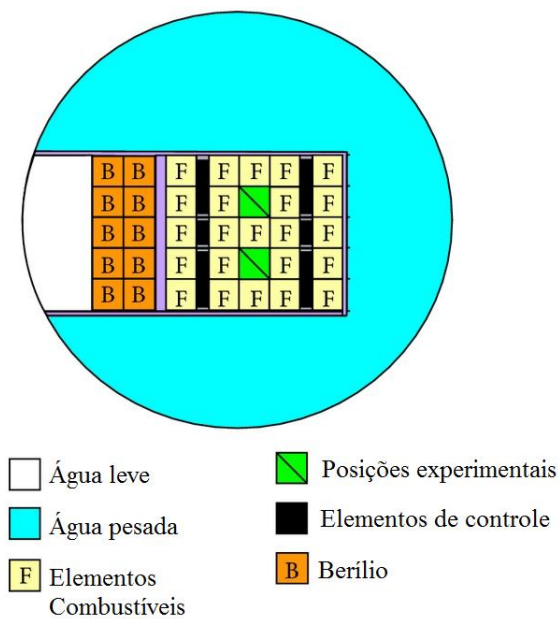 B B F F F F F
B B F F F F
B B F F F F F
B B F F F F
B B F F F F F
Água leve
Posições experimentais
Água pesada
Elementos de controle
F Elementos
Combustíveis
B Berílio